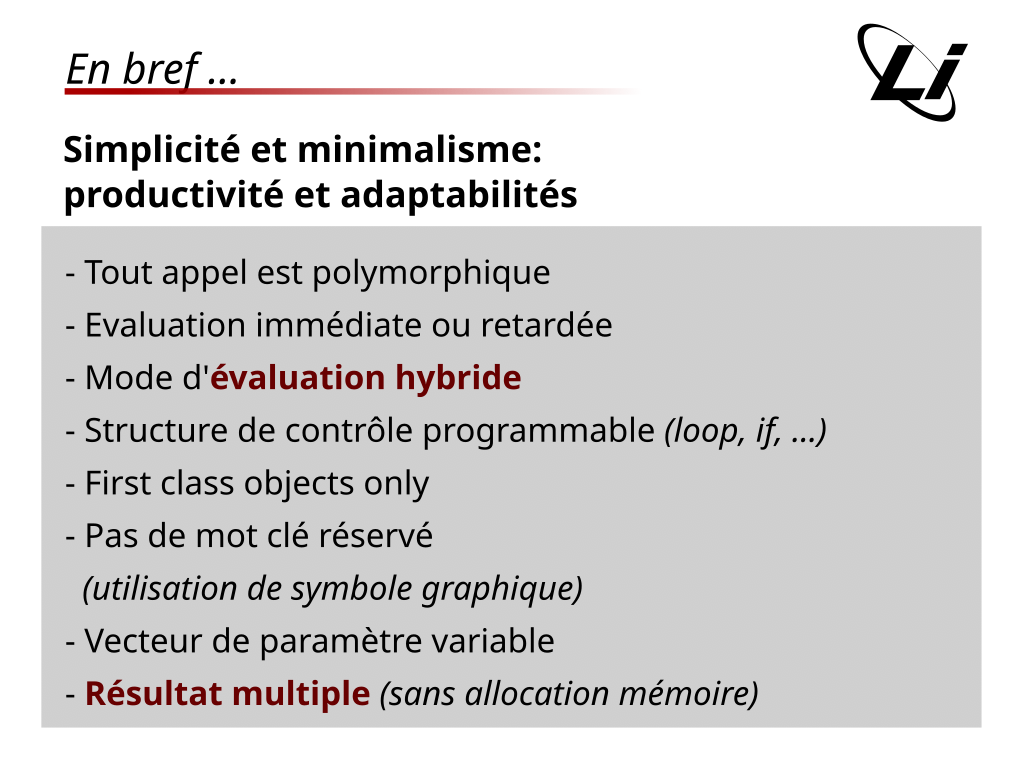 En bref ...
Li
Simplicité et minimalisme:
productivité et adaptabilités
- Tout appel est polymorphique
- Evaluation immédiate ou retardée
- Mode d'évaluation hybride
- Structure de contrôle programmable (loop, if, ...)
- First class objects only
- Pas de mot clé réservé
(utilisation de symbole graphique)
- Vecteur de paramètre variable
- Résultat multiple (sans allocation mémoire)